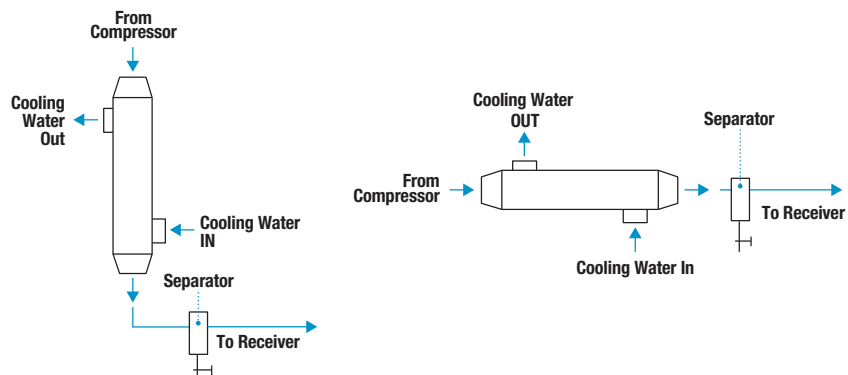 From
Compressor
Cooling
Water
Out
Cooling Water
IN
Separator
To Receiver
Cooling Water
OUT
Separator
From
Compressor
To Receiver
Cooling Water In